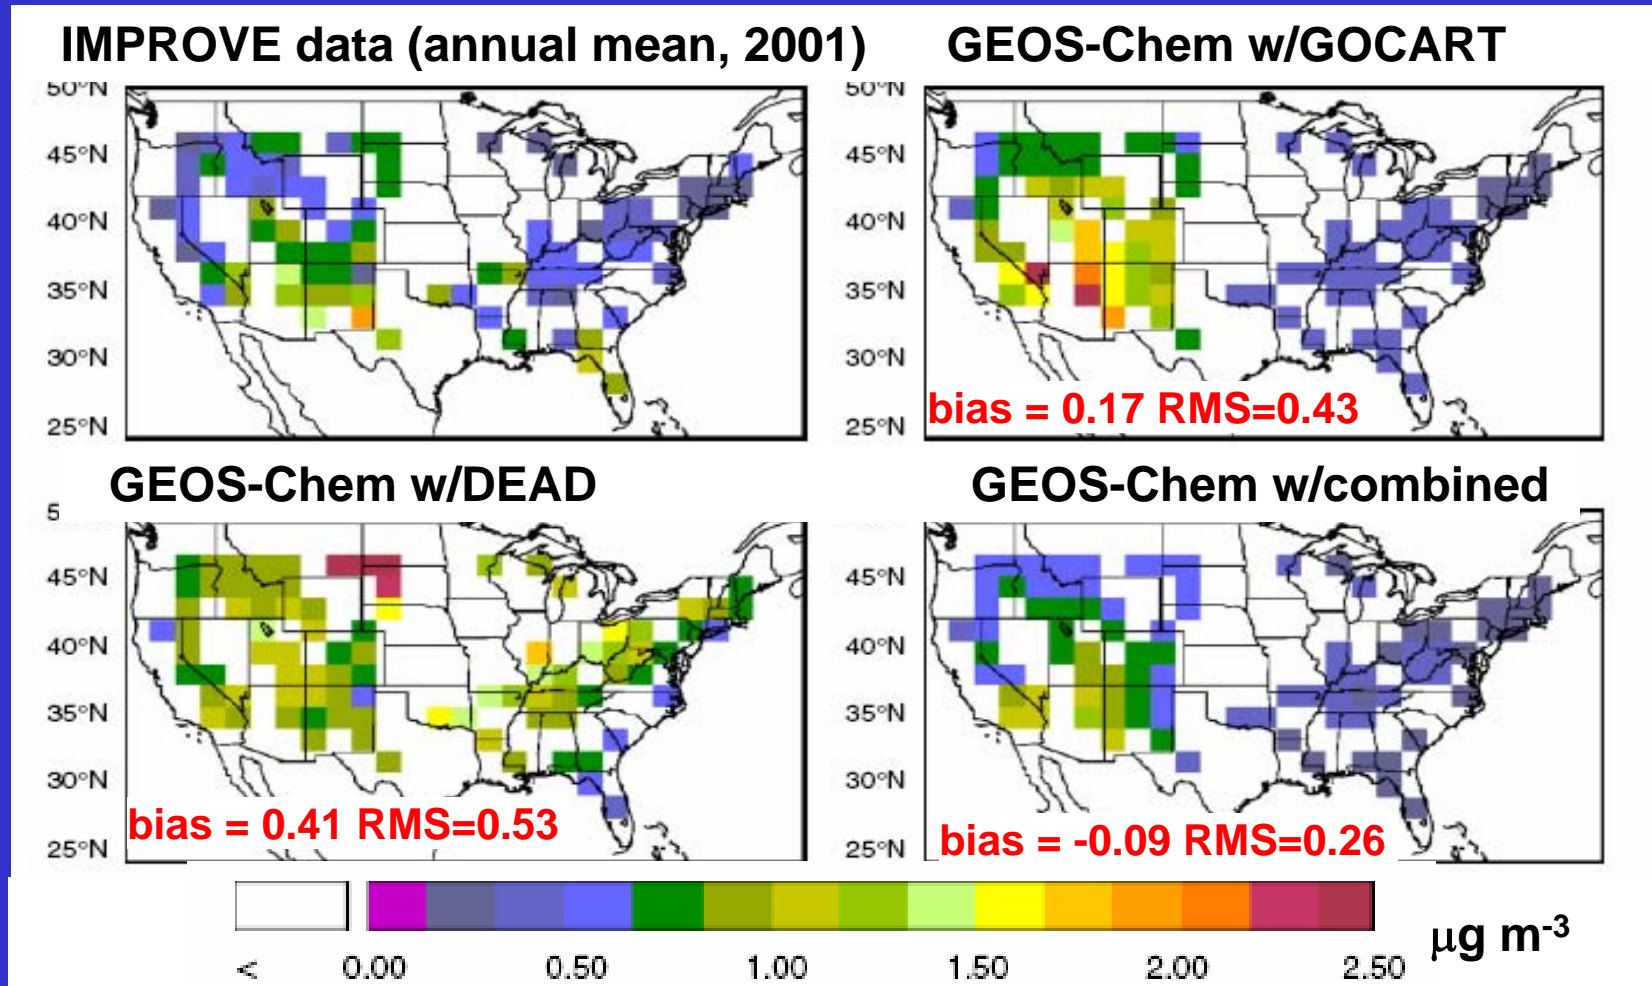 IMPROVE data (annual mean, 2001)
GEOS-Chem w/GOCART
50°N
45°N
40°N
35°N
30°N
25°N
50°N
45°N
40°N
35°N
30°N
25°N
bias = 0.17 RMS=0.43
GEOS-Chem w/DEAD
GEOS-Chem w/combined
5
45°N
40°N
35°N
30°N
25°N
bias = 0.41 RMS=0.53
45°N
40°N
35°N
30°N
25°N
bias = -0.09 RMS=0.26
< 0.00 0.50 1.00 1.50 2.00 2.50
μg m-3